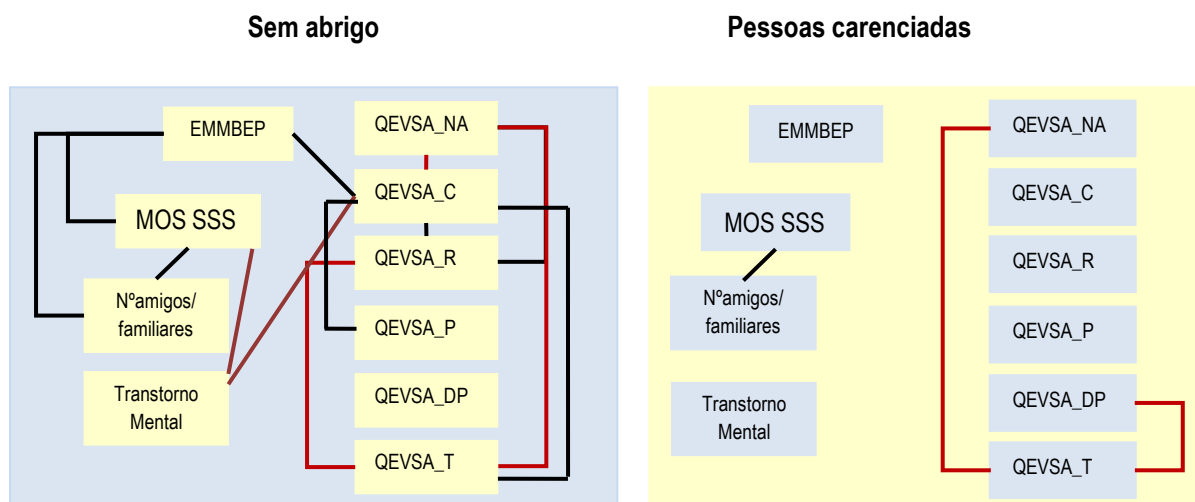 Sem abrigo
Pessoas carenciadas
EMMBEP
MOS SSS
Nºamigos/
familiares
Transtorno
Mental
QEVSA_NA
QEVSA_C
QEVSA_R
QEVSA_P
QEVSA_DP
QEVSA_T
EMMBEP
MOS SSS
Nºamigos/
familiares
Transtorno
Mental
QEVSA_NA
QEVSA_C
QEVSA_R
QEVSA_P
QEVSA_DP
QEVSA_T